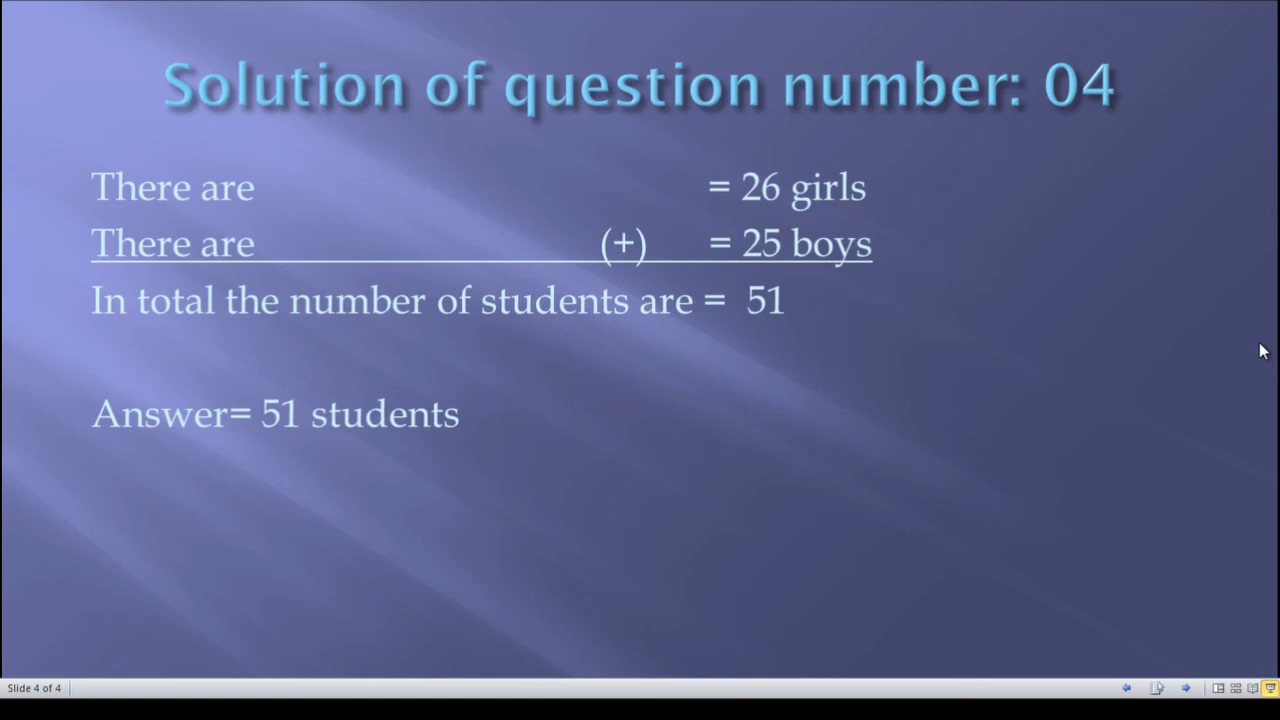 Solution of question number: 04
There are = 26 girls
There are (+) = 25 boys
In total the number of students are = 51
Answer= 51 students
Slide 4 of 4